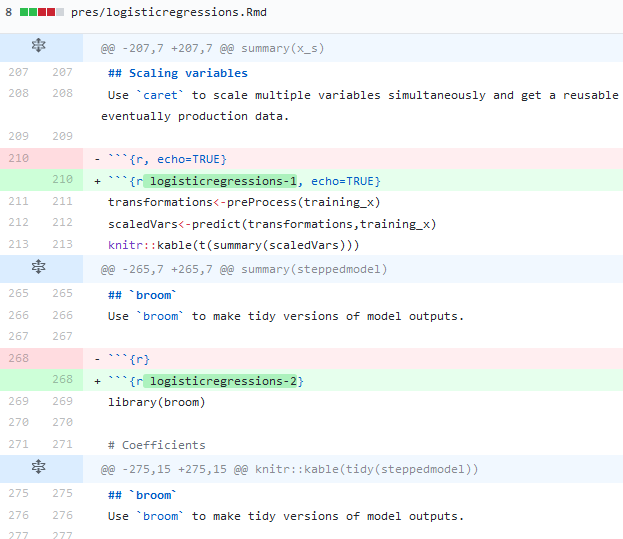 8 pres/logisticregressions.Rmd
@@ -207,7 +207,7 @@ summary(x_s)
207 207 ## Scaling variables
208 208 Use `caret` to scale multiple variables simultaneously and get a reusable
eventually production data.
209 209
210 - ```{r, echo=TRUE}
210 + ```{r logisticregressions-1, echo=TRUE}
211 211 transformations<-preProcess(training_x)
212 212 scaledVars<-predict(transformations,training_x)
213 213 knitr::kable(t(summary(scaledVars)))
@@ -265,7 +265,7 @@ summary(steppedmodel)
265 265 ## `broom`
266 266 Use `broom` to make tidy versions of model outputs.
267 267
268 - ```{r}
268 + ```{r logisticregressions-2}
269 269 library(broom)
270 270
271 271 # Coefficients
@@ -275,15 +275,15 @@ knitr::kable(tidy(steppedmodel))
275 275 ## `broom`
276 276 Use `broom` to make tidy versions of model outputs.
277 277